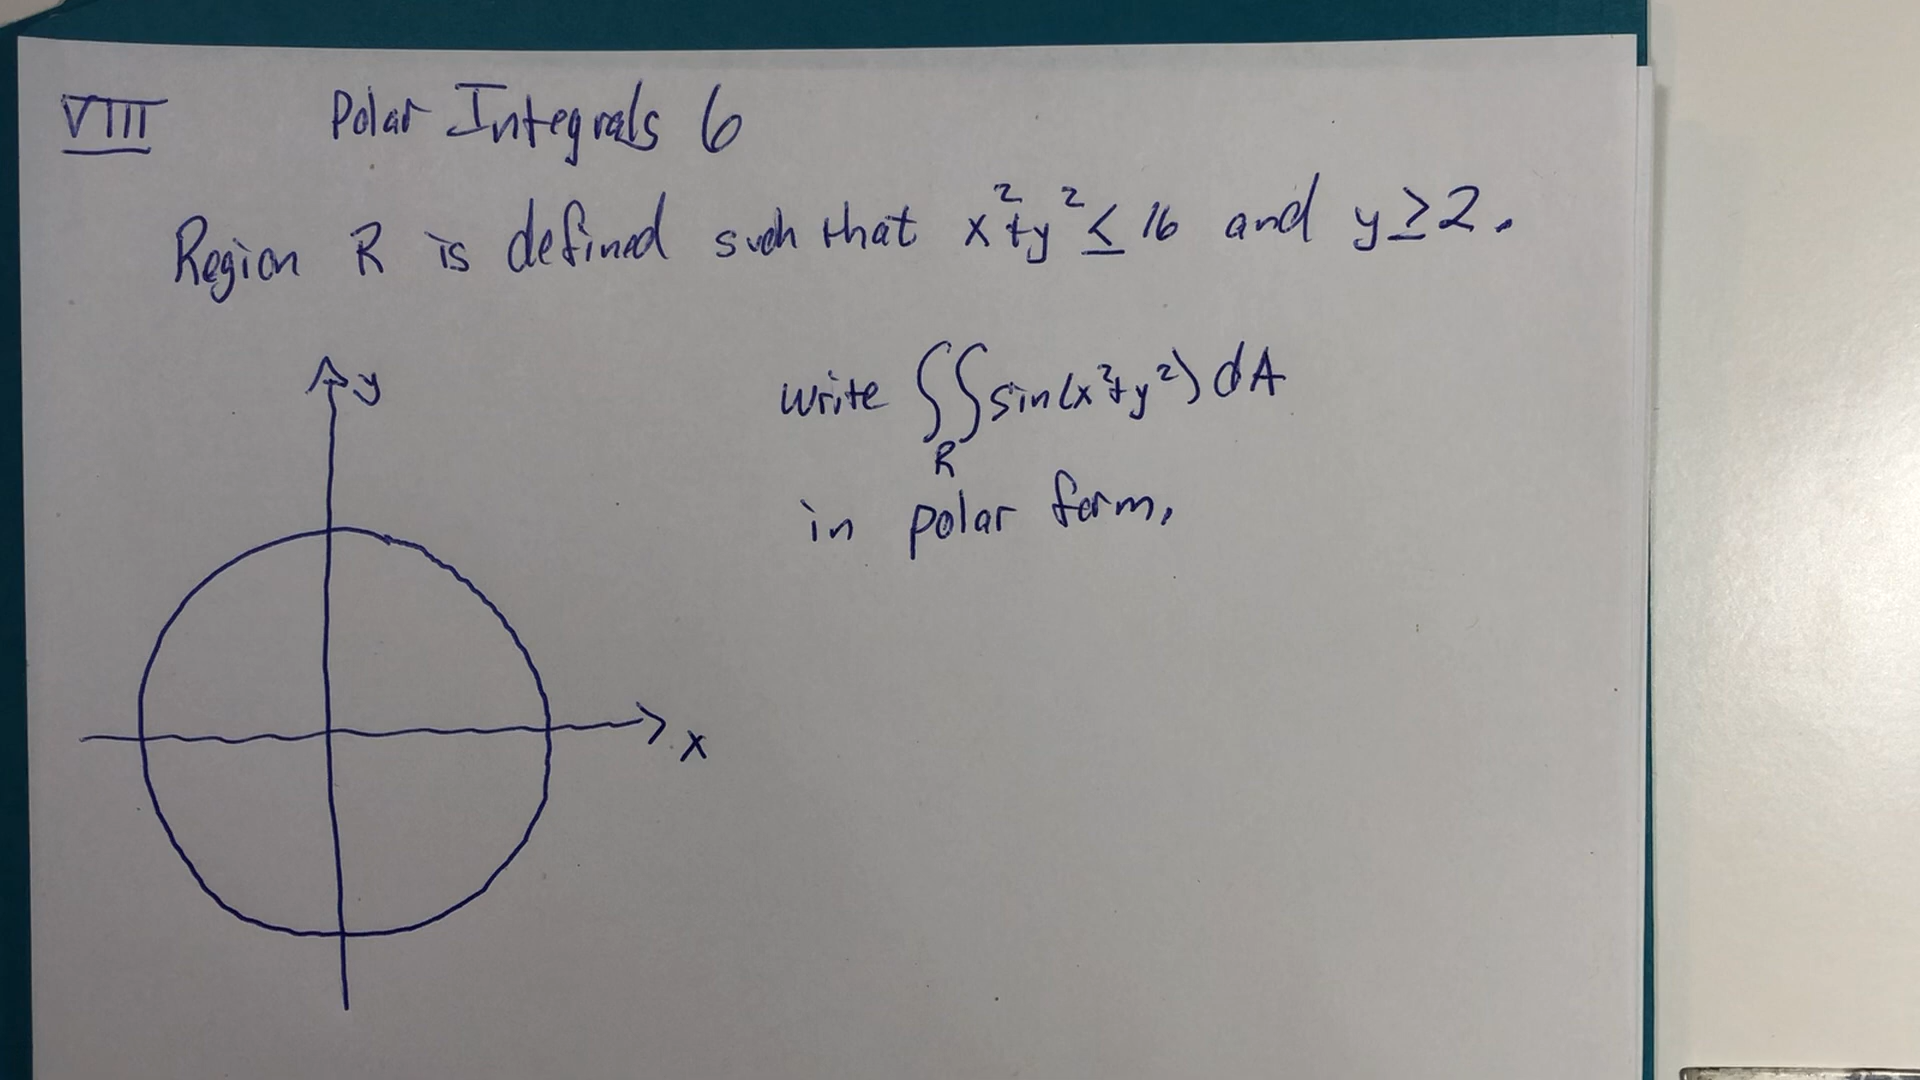 VIII Polar Integrals 6
Region R is defined such that x²+y² ≤ 16 and y ≥ 2.
y
write ∬ sin(x²+y²) dA
R
in polar form.
x